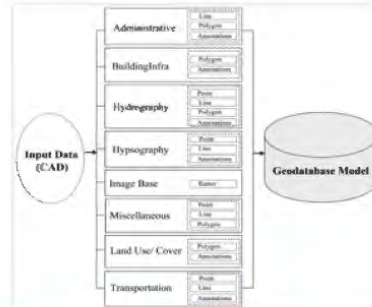 Input Data
(CAD)
Administrative
Line
Polygon
Annotations
BuildingInfra
Polygon
Annotations
Hydrography
Point
Line
Polygon
Annotations
Hypsography
Point
Line
Annotations
Image Base
Raster
Miscellaneous
Point
Line
Polygon
Land Use/ Cover
Polygon
Annotations
Transportation
Point
Line
Annotations
Geodatabase Model